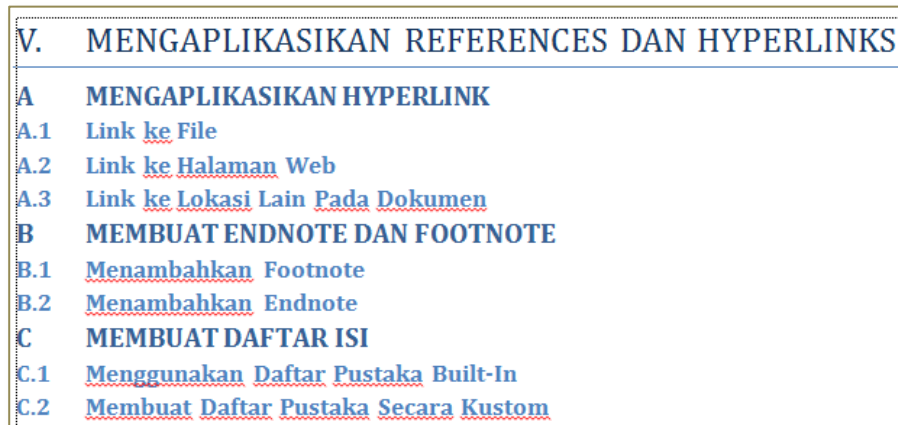 V. MENGAPLIKASIKAN REFERENCES DAN HYPERLINKS
A MENGAPLIKASIKAN HYPERLINK
A.1 Link ke File
A.2 Link ke Halaman Web
A.3 Link ke Lokasi Lain Pada Dokumen
B MEMBUAT ENDNOTE DAN FOOTNOTE
B.1 Menambahkan Footnote
B.2 Menambahkan Endnote
C MEMBUAT DAFTAR ISI
C.1 Menggunakan Daftar Pustaka Built-In
C.2 Membuat Daftar Pustaka Secara Kustom